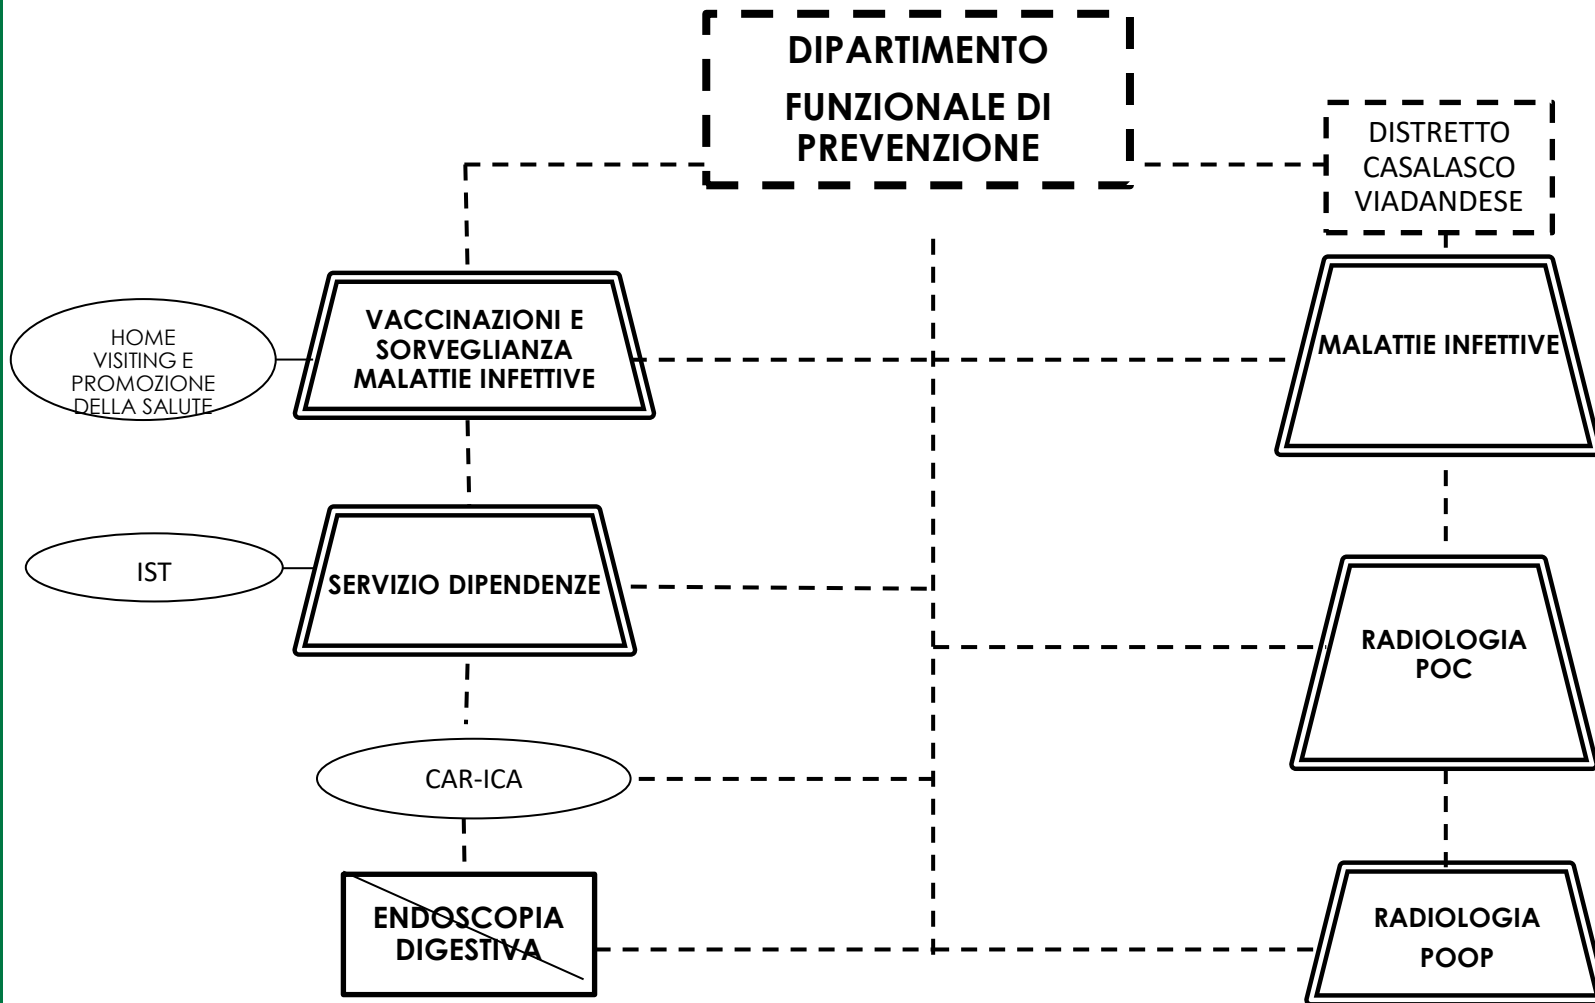 DIPARTIMENTO
FUNZIONALE DI
PREVENZIONE
DISTRETTO
CASALASCO
VIADANDESE
HOME
VISITING E
PROMOZIONE
DELLA SALUTE
VACCINAZIONI E
SORVEGLIANZA
MALATTIE INFETTIVE
MALATTIE INFETTIVE
IST
SERVIZIO DIPENDENZE
RADIOLOGIA
POC
CAR-ICA
ENDOSCOPIA
DIGESTIVA
RADIOLOGIA
POOP